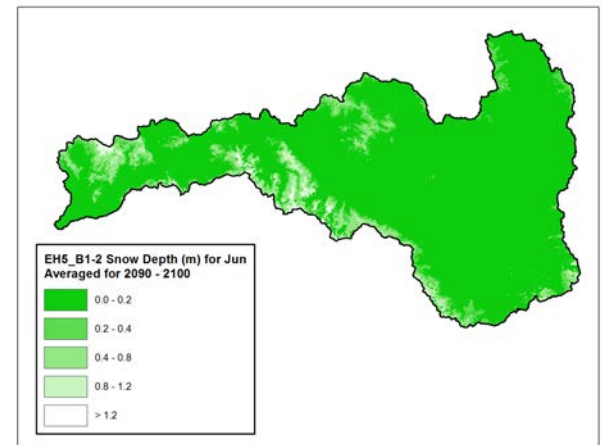 EH5_B1-2 Snow Depth (m) for Jun
Averaged for 2090 - 2100
0.0 - 0.2
0.2 - 0.4
0.4 - 0.8
0.8 - 1.2
> 1.2